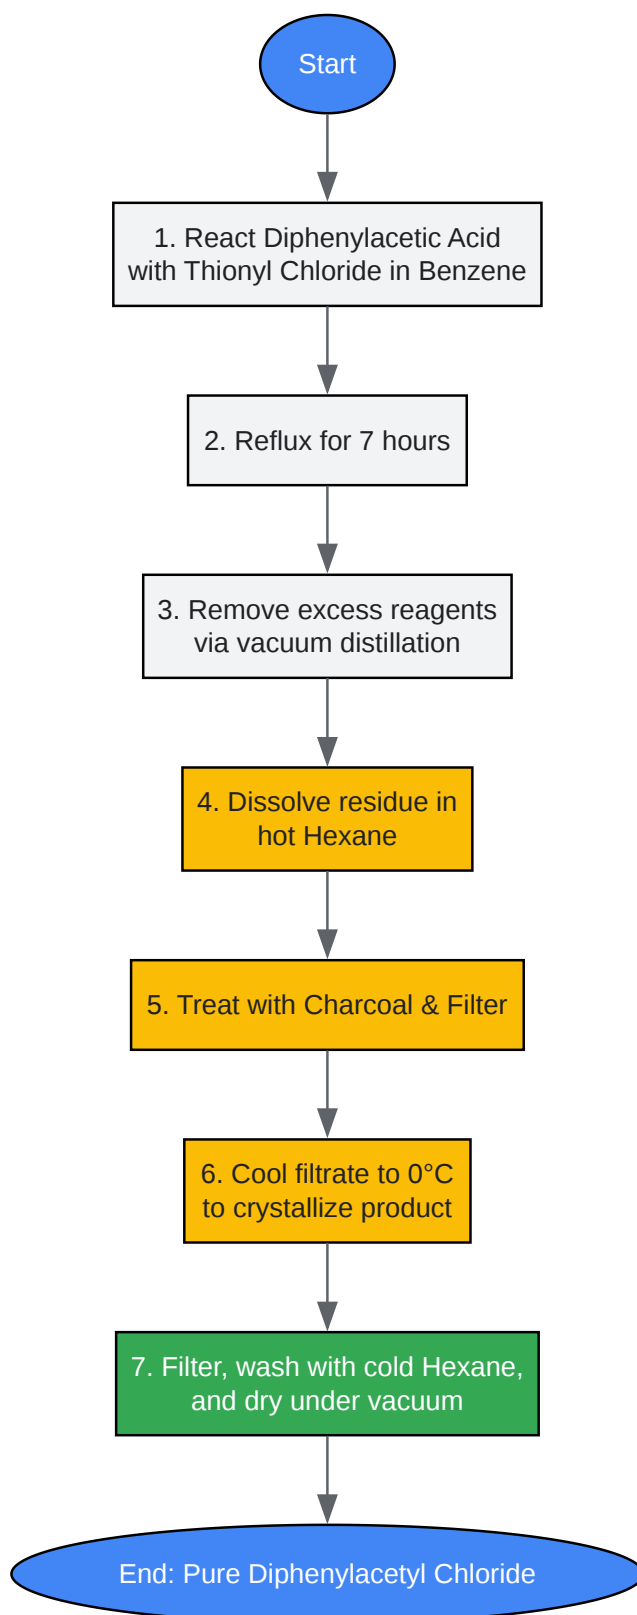 Start
1. React Diphenylacetic Acid
with Thionyl Chloride in Benzene
2. Reflux for 7 hours
3. Remove excess reagents
via vacuum distillation
4. Dissolve residue in
hot Hexane
5. Treat with Charcoal & Filter
6. Cool filtrate to 0°C
to crystallize product
7. Filter, wash with cold Hexane,
and dry under vacuum
End: Pure Diphenylacetyl Chloride